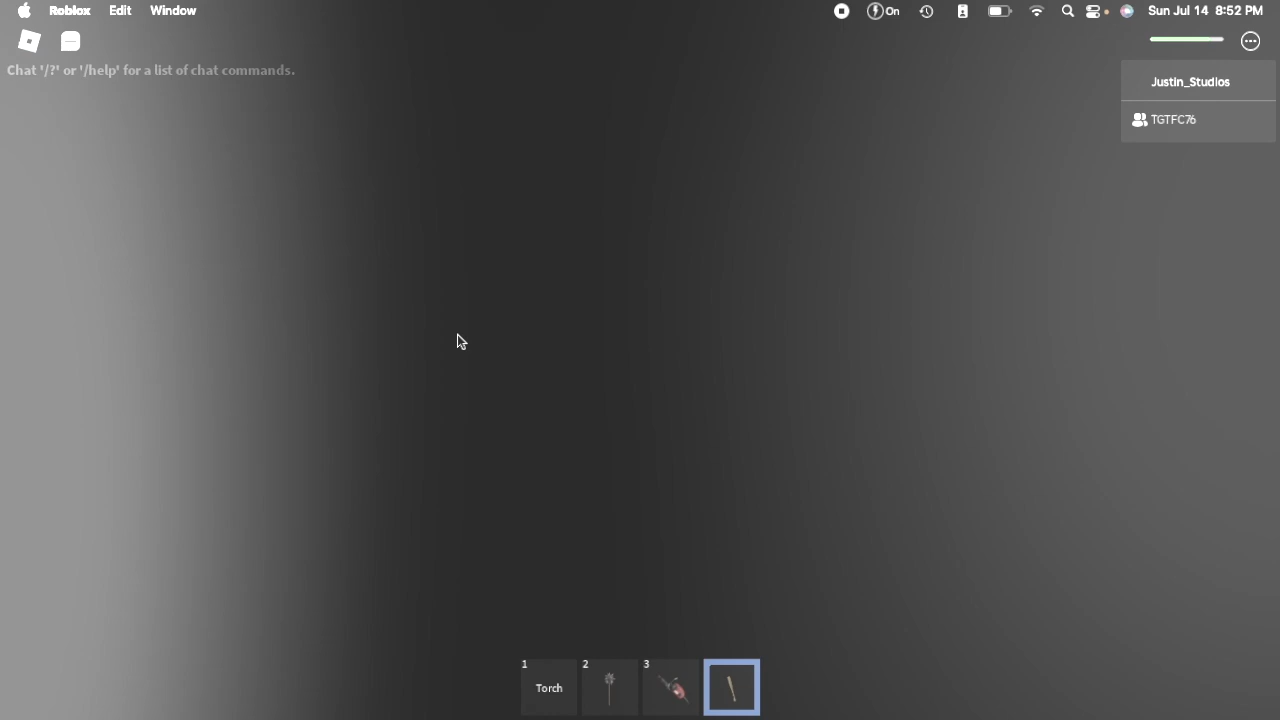 Roblox Edit Window On Sun Jul 14 8:52 PM
Chat '/?' or '/help' for a list of chat commands.
Justin_Studios
TGTFC76
1 2 3
Torch